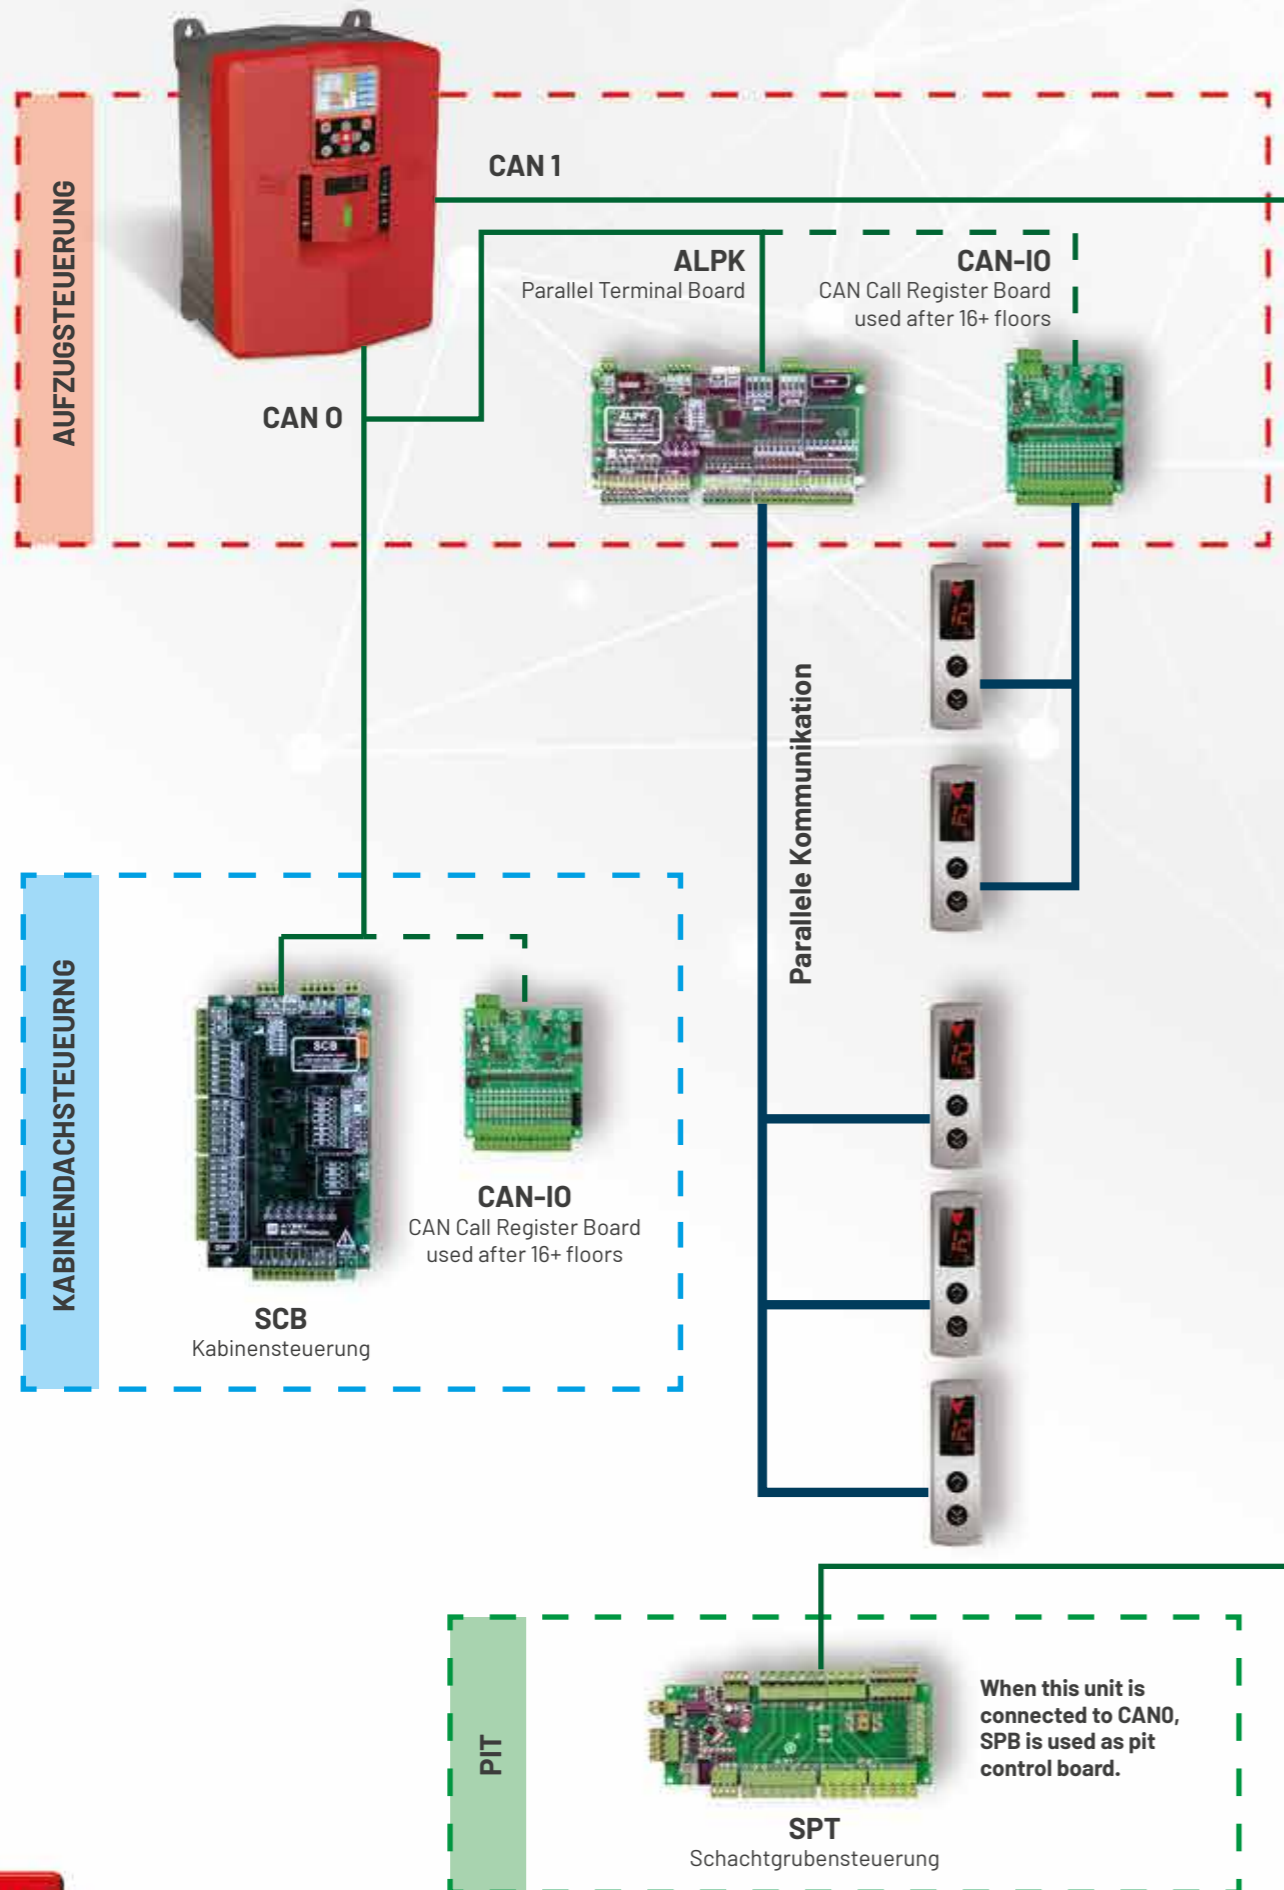 AUFZUGSTEUERUNG
CAN 1
CAN 0
ALPK
Parallel Terminal Board
CAN-IO
CAN Call Register Board
used after 16+ floors
ALPK
Parallele Kommunikation
KABINENDACHSTEUEURNG
SCB
CAN-IO
CAN Call Register Board
used after 16+ floors
SCB
Kabinensteuerung
PIT
When this unit is
connected to CAN0,
SPB is used as pit
control board.
SPT
Schachtgrubensteuerung